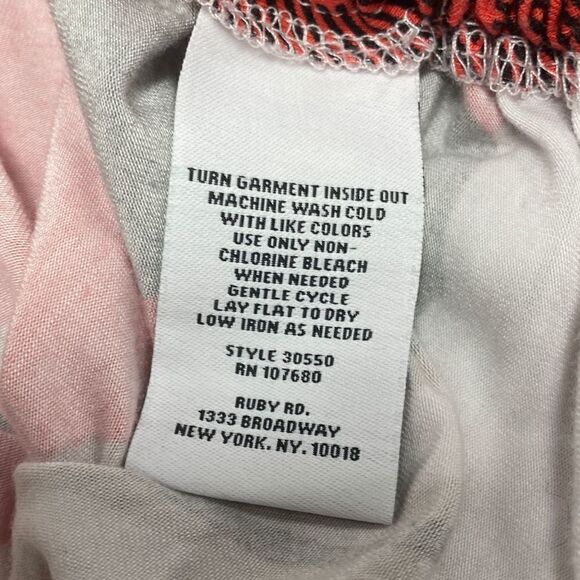 TURN GARMENT INSIDE OUT
MACHINE WASH COLD
WITH LIKE COLORS
USE ONLY NON-
CHLORINE BLEACH
WHEN NEEDED
GENTLE CYCLE
LAY FLAT TO DRY
LOW IRON AS NEEDED
STYLE 30550
RN 107680
RUBY RD.
1333 BROADWAY
NEW YORK. NY. 10018